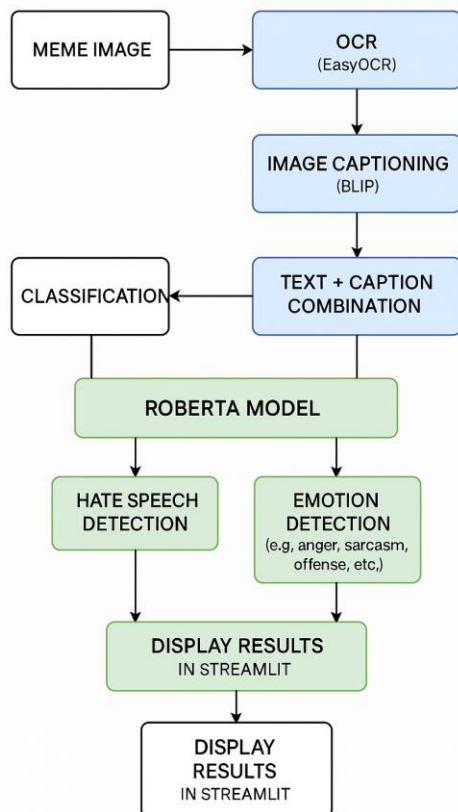 MEME IMAGE
OCR
(EasyOCR)
IMAGE CAPTIONING
(BLIP)
TEXT + CAPTION
COMBINATION
CLASSIFICATION
ROBERTA MODEL
HATE SPEECH
DETECTION
EMOTION
DETECTION
(e.g, anger, sarcasm,
offense, etc,)
DISPLAY RESULTS
IN STREAMLIT
DISPLAY
RESULTS
IN STREAMLIT